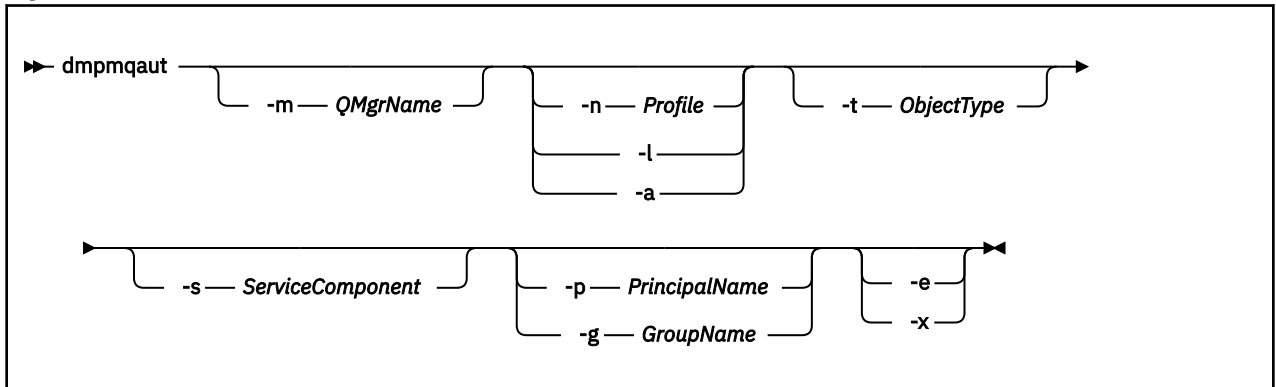 dmpmqaut
-m QMgrName
-n Profile
-t ObjectType
-l
-a
-s ServiceComponent
-p PrincipalName
-e
-g GroupName
-x